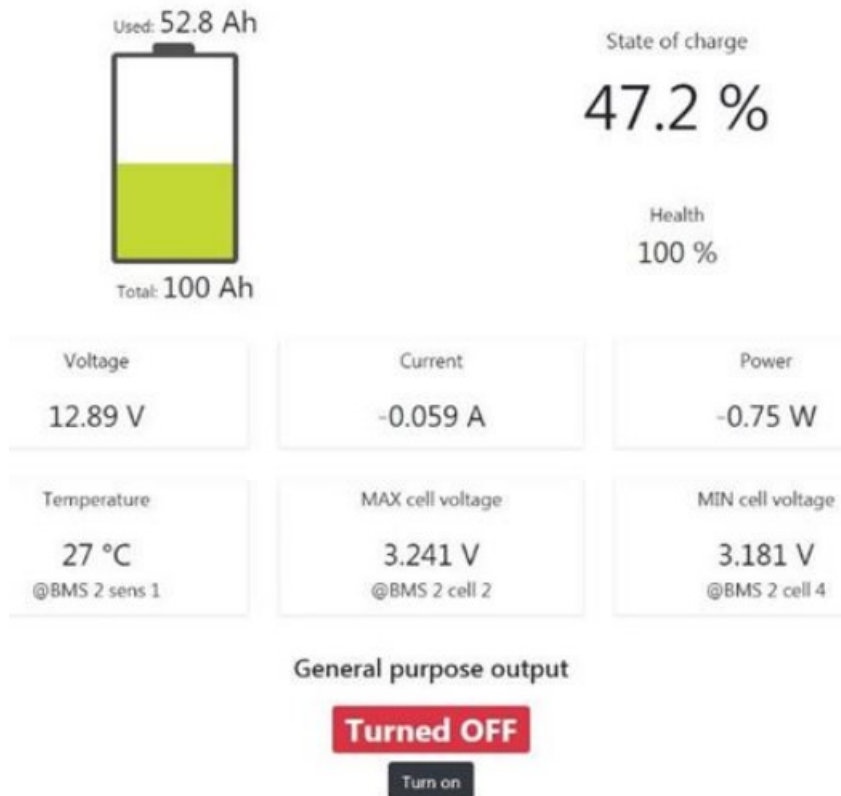 Used: 52.8 Ah
State of charge
47.2 %
Health
100 %
Total: 100 Ah
Voltage
Current
Power
12.89 V
-0.059 A
-0.75 W
Temperature
MAX cell voltage
MIN cell voltage
27 °C
3.241 V
3.181 V
@BMS 2 sens 1
@BMS 2 cell 2
@BMS 2 cell 4
General purpose output
Turned OFF
Turn on